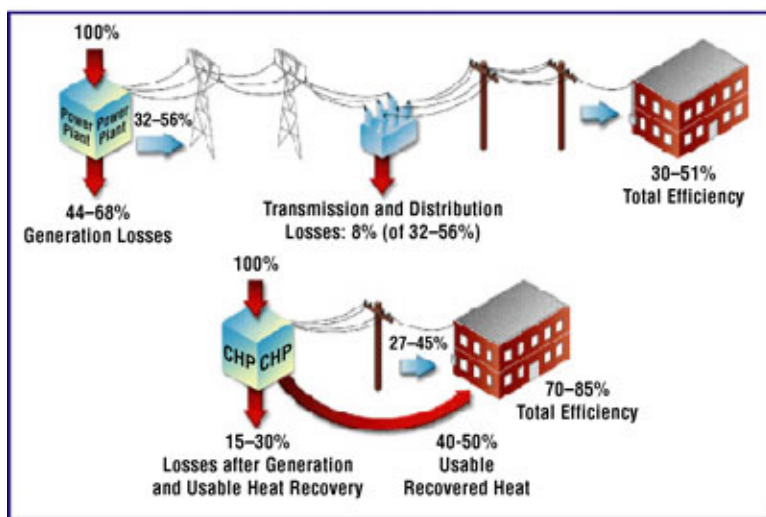 100%
Power Plant
Power Plant
32–56%
44–68%
Generation Losses
Transmission and Distribution
Losses: 8% (of 32–56%)
30–51%
Total Efficiency
100%
CHP
CHP
27–45%
70–85%
Total Efficiency
15–30%
Losses after Generation
and Usable Heat Recovery
40-50%
Usable
Recovered Heat